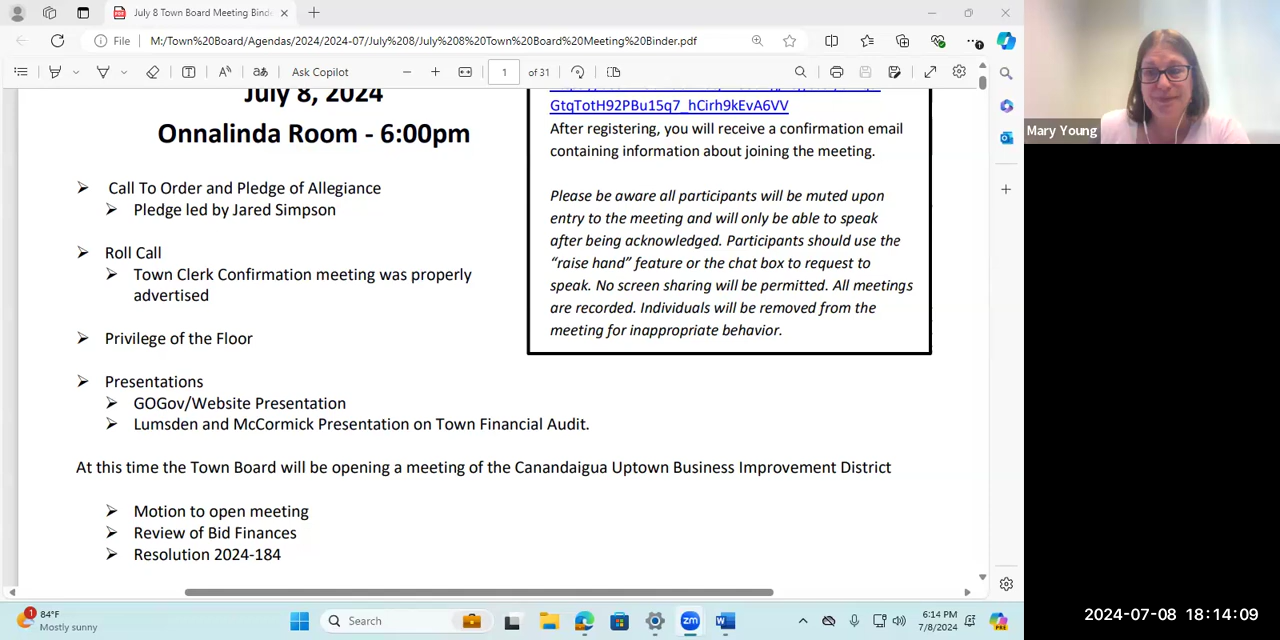 July 8 Town Board Meeting Binde
File
M:/Town%20Board/Agendas/2024/2024-07/July%208/July%208%20Town%20Board%20Meeting%20Binder.pdf
Ask Copilot
1 of 31
July 8, 2024
Onnalinda Room - 6:00pm
GtqTotH92PBu15q7_hCirh9kEvA6VV
After registering, you will receive a confirmation email
containing information about joining the meeting.
Please be aware all participants will be muted upon
entry to the meeting and will only be able to speak
after being acknowledged. Participants should use the
“raise hand” feature or the chat box to request to
speak. No screen sharing will be permitted. All meetings
are recorded. Individuals will be removed from the
meeting for inappropriate behavior.
Call To Order and Pledge of Allegiance
Pledge led by Jared Simpson
Roll Call
Town Clerk Confirmation meeting was properly
advertised
Privilege of the Floor
Presentations
GOGov/Website Presentation
Lumsden and McCormick Presentation on Town Financial Audit.
At this time the Town Board will be opening a meeting of the Canandaigua Uptown Business Improvement District
Motion to open meeting
Review of Bid Finances
Resolution 2024-184
Mary Young
1
84°F
Mostly sunny
Search
zm
W
6:14 PM
7/8/2024
PRE
2024-07-08 18:14:09